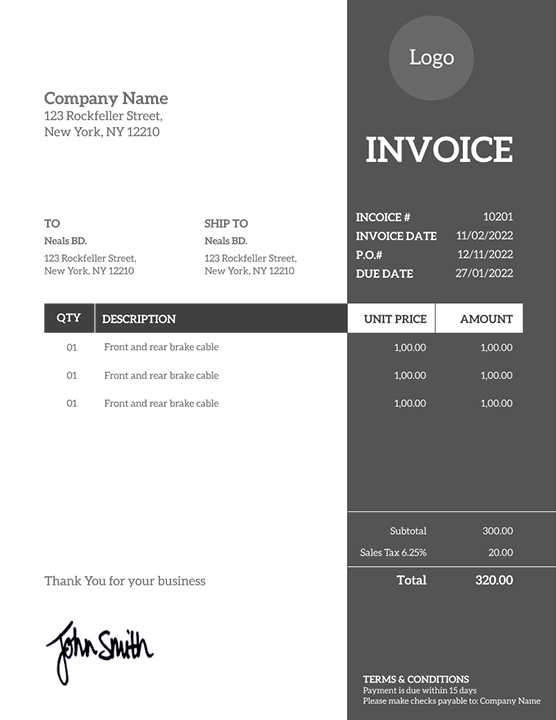 Logo
Company Name
123 Rockfeller Street,
New York, NY 12210
INVOICE
TO
Neals BD.
123 Rockfeller Street,
New York, NY 12210
SHIP TO
Neals BD.
123 Rockfeller Street,
New York, NY 12210
INCOICE # 10201
INVOICE DATE 11/02/2022
P.O.# 12/11/2022
DUE DATE 27/01/2022
QTY DESCRIPTION UNIT PRICE AMOUNT
01 Front and rear brake cable 1,00.00 1,00.00
01 Front and rear brake cable 1,00.00 1,00.00
01 Front and rear brake cable 1,00.00 1,00.00
Subtotal 300.00
Sales Tax 6.25% 20.00
Total 320.00
Thank You for your business
John Smith
TERMS & CONDITIONS
Payment is due within 15 days
Please make checks payable to: Company Name